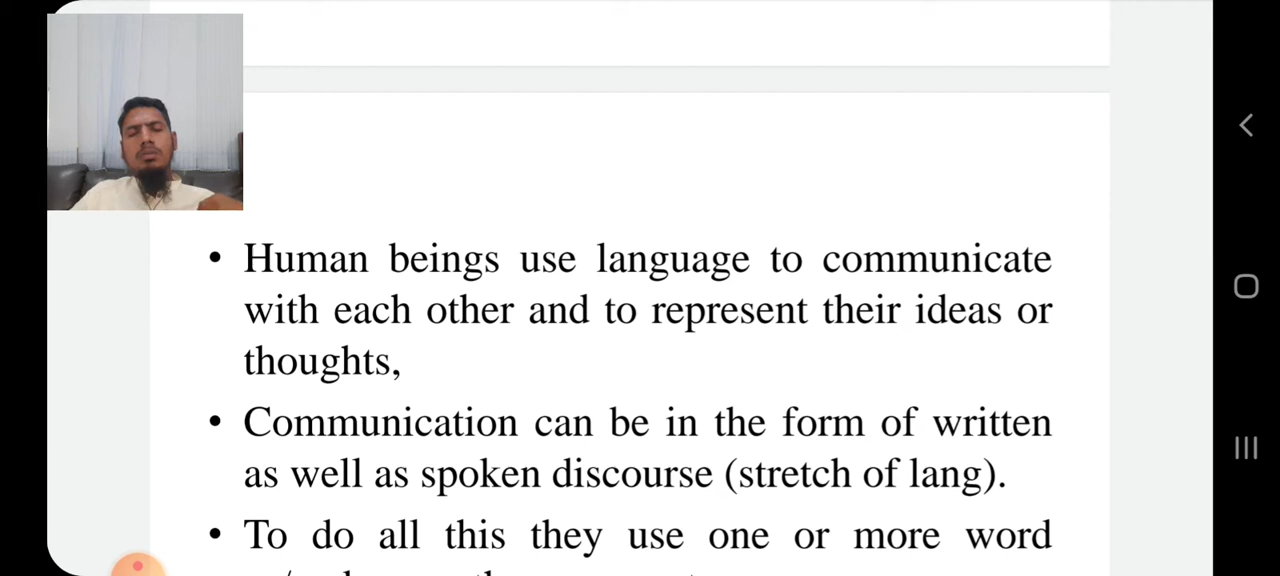 • Human beings use language to communicate
with each other and to represent their ideas or
thoughts,
• Communication can be in the form of written
as well as spoken discourse (stretch of lang).
• To do all this they use one or more word